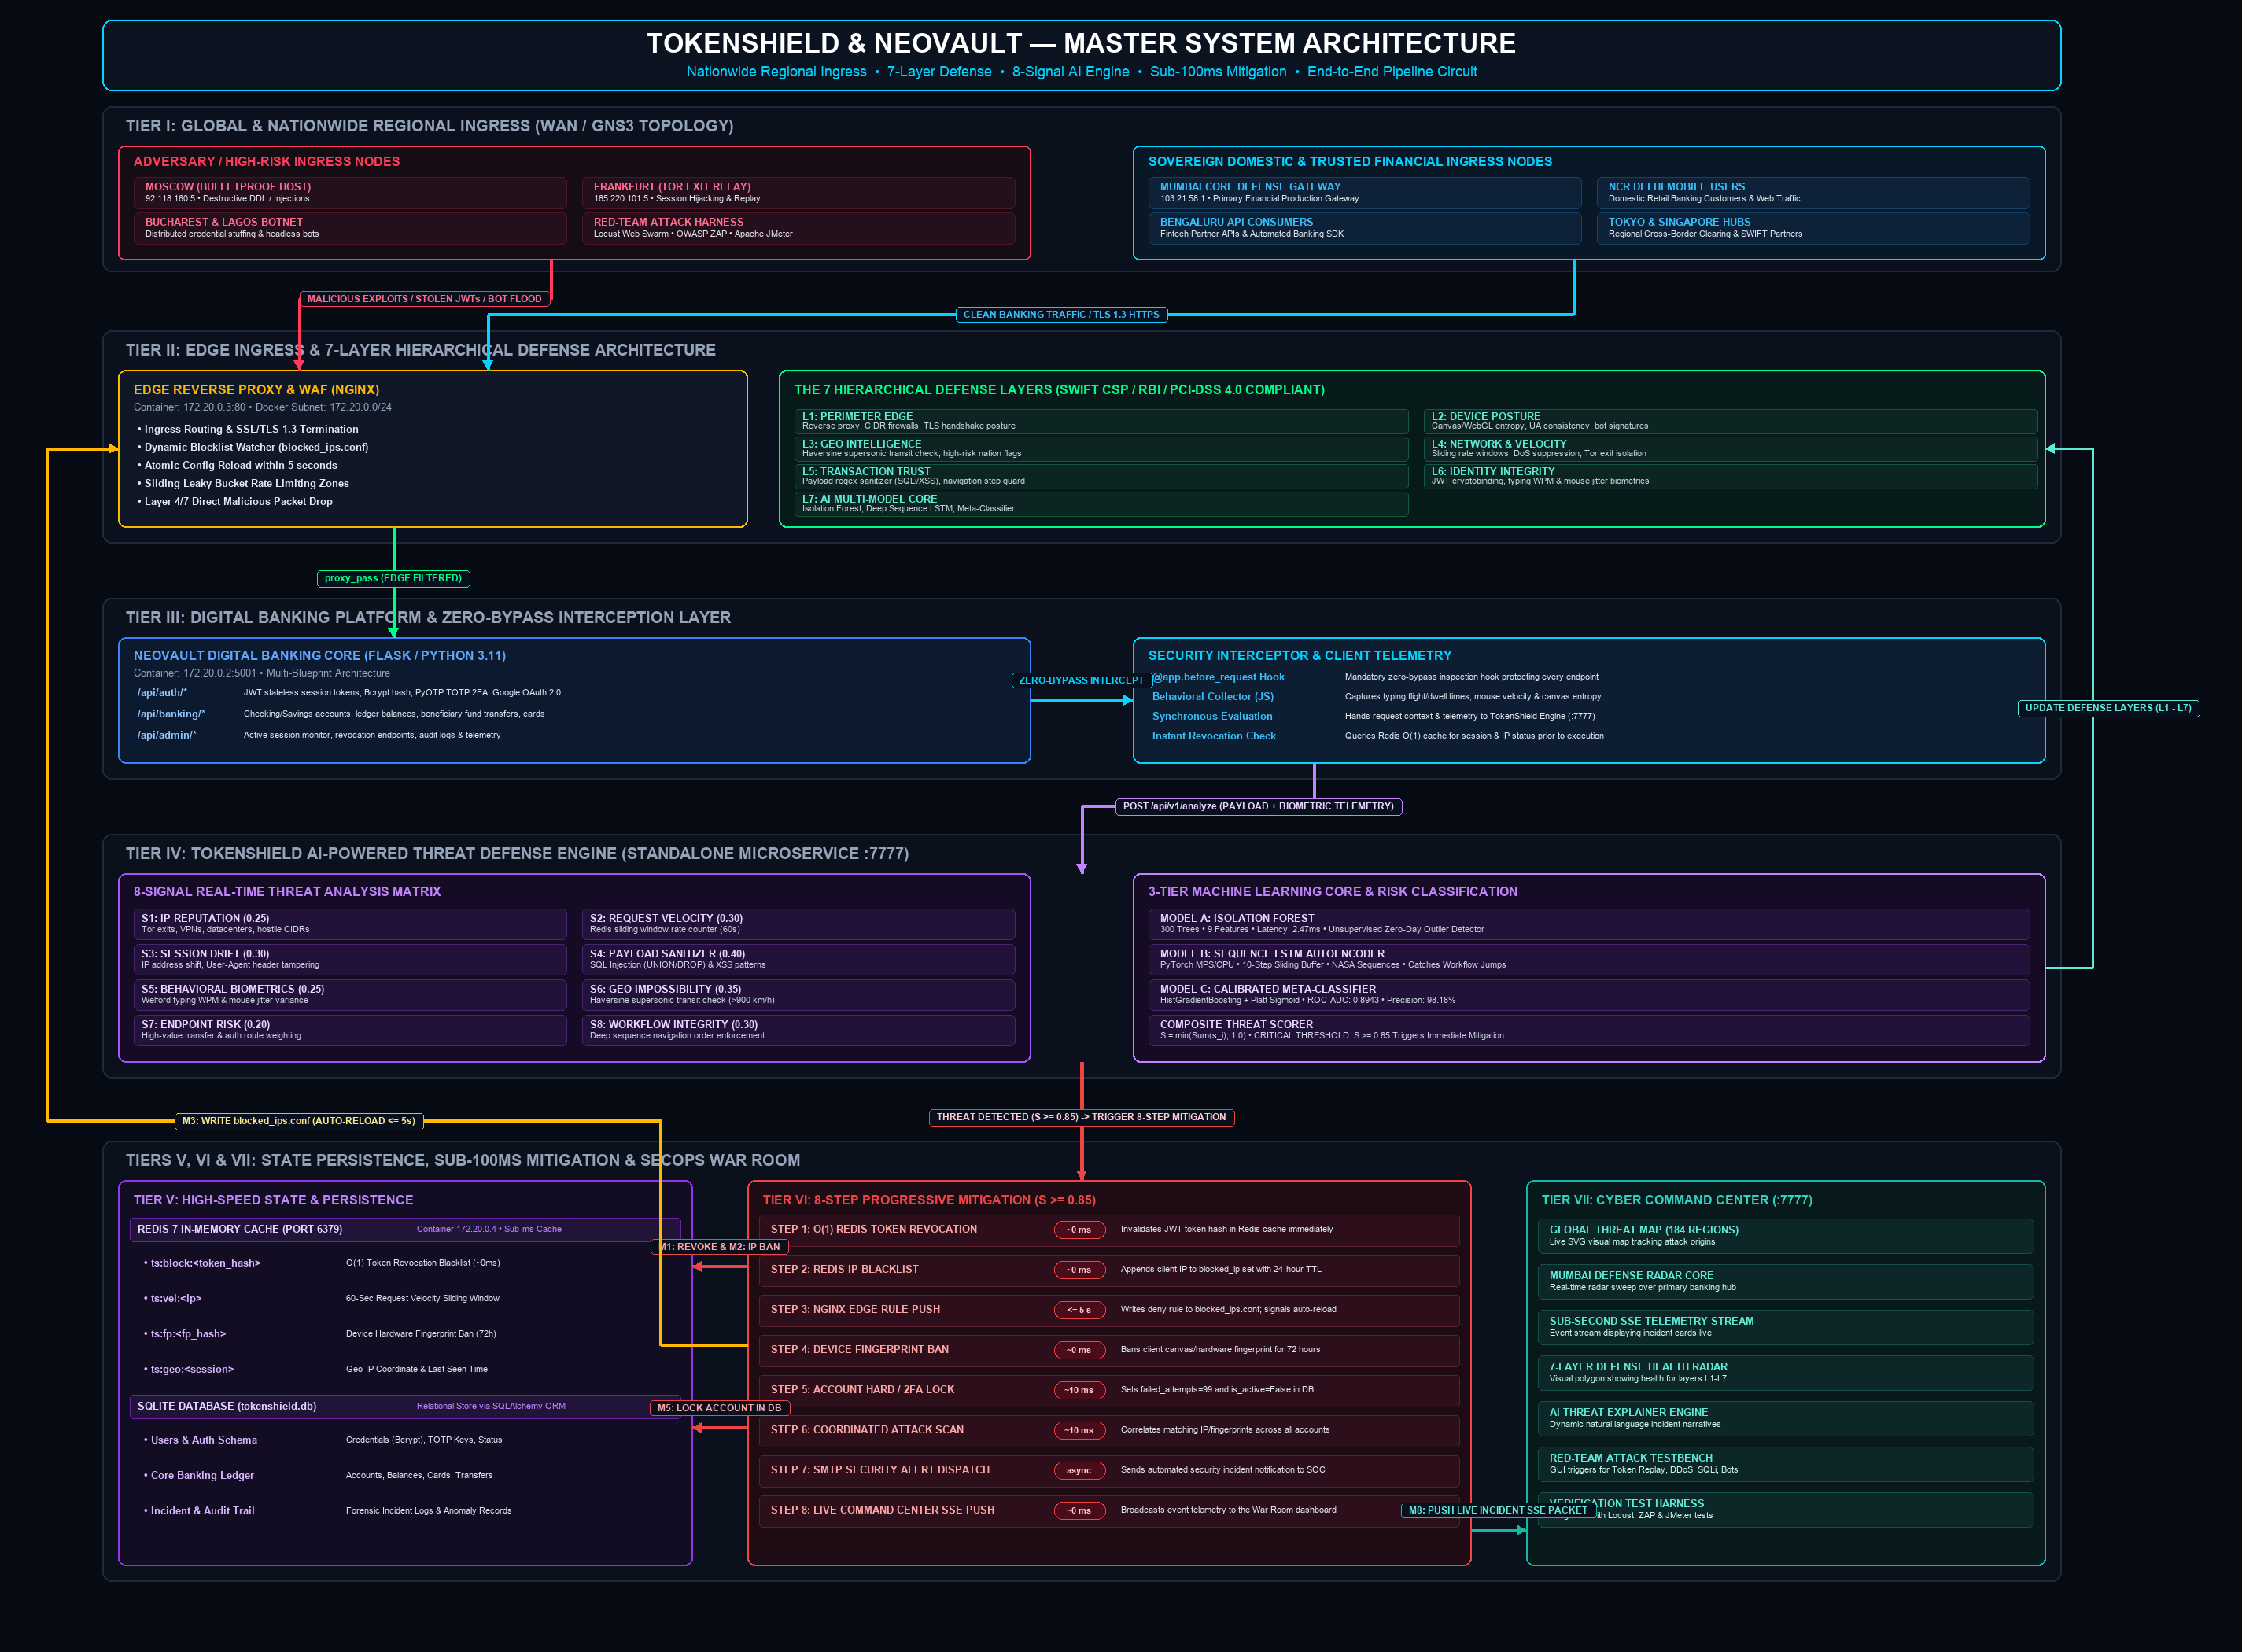 TOKENSHIELD & NEOVAULT — MASTER SYSTEM ARCHITECTURE
Nationwide Regional Ingress • 7-Layer Defense • 8-Signal AI Engine • Sub-100ms Mitigation • End-to-End Pipeline Circuit
TIER I: GLOBAL & NATIONWIDE REGIONAL INGRESS (WAN / GNS3 TOPOLOGY)
ADVERSARY / HIGH-RISK INGRESS NODES
MOSCOW (BULLETPROOF HOST)
92.118.160.5 • Destructive DDL / Injections
FRANKFURT (TOR EXIT RELAY)
185.220.101.5 • Session Hijacking & Replay
BUCHAREST & LAGOS BOTNET
Distributed credential stuffing & headless bots
RED-TEAM ATTACK HARNESS
Locust Web Swarm • OWASP ZAP • Apache JMeter
SOVEREIGN DOMESTIC & TRUSTED FINANCIAL INGRESS NODES
MUMBAI CORE DEFENSE GATEWAY
103.21.58.1 • Primary Financial Production Gateway
NCR DELHI MOBILE USERS
Domestic Retail Banking Customers & Web Traffic
BENGALURU API CONSUMERS
Fintech Partner APIs & Automated Banking SDK
TOKYO & SINGAPORE HUBS
Regional Cross-Border Clearing & SWIFT Partners
MALICIOUS EXPLOITS / STOLEN JWTs / BOT FLOOD
CLEAN BANKING TRAFFIC / TLS 1.3 HTTPS
TIER II: EDGE INGRESS & 7-LAYER HIERARCHICAL DEFENSE ARCHITECTURE
EDGE REVERSE PROXY & WAF (NGINX)
Container: 172.20.0.3:80 • Docker Subnet: 172.20.0.0/24
• Ingress Routing & SSL/TLS 1.3 Termination
• Dynamic Blocklist Watcher (blocked_ips.conf)
• Atomic Config Reload within 5 seconds
• Sliding Leaky-Bucket Rate Limiting Zones
• Layer 4/7 Direct Malicious Packet Drop
THE 7 HIERARCHICAL DEFENSE LAYERS (SWIFT CSP / RBI / PCI-DSS 4.0 COMPLIANT)
L1: PERIMETER EDGE
Reverse proxy, CIDR firewalls, TLS handshake posture
L2: DEVICE POSTURE
Canvas/WebGL entropy, UA consistency, bot signatures
L3: GEO INTELLIGENCE
Haversine supersonic transit check, high-risk nation flags
L4: NETWORK & VELOCITY
Sliding rate windows, DoS suppression, Tor exit isolation
L5: TRANSACTION TRUST
Payload regex sanitizer (SQLi/XSS), navigation step guard
L6: IDENTITY INTEGRITY
JWT cryptobinding, typing WPM & mouse jitter biometrics
L7: AI MULTI-MODEL CORE
Isolation Forest, Deep Sequence LSTM, Meta-Classifier
proxy_pass (EDGE FILTERED)
TIER III: DIGITAL BANKING PLATFORM & ZERO-BYPASS INTERCEPTION LAYER
NEOVAULT DIGITAL BANKING CORE (FLASK / PYTHON 3.11)
Container: 172.20.0.2:5001 • Multi-Blueprint Architecture
/api/auth/* JWT stateless session tokens, Bcrypt hash, PyOTP TOTP 2FA, Google OAuth 2.0
/api/banking/* Checking/Savings accounts, ledger balances, beneficiary fund transfers, cards
/api/admin/* Active session monitor, revocation endpoints, audit logs & telemetry
ZERO-BYPASS INTERCEPT
SECURITY INTERCEPTOR & CLIENT TELEMETRY
@app.before_request Hook Mandatory zero-bypass inspection hook protecting every endpoint
Behavioral Collector (JS) Captures typing flight/dwell times, mouse velocity & canvas entropy
Synchronous Evaluation Hands request context & telemetry to TokenShield Engine (:7777)
Instant Revocation Check Queries Redis O(1) cache for session & IP status prior to execution
UPDATE DEFENSE LAYERS (L1 - L7)
POST /api/v1/analyze (PAYLOAD + BIOMETRIC TELEMETRY)
TIER IV: TOKENSHIELD AI-POWERED THREAT DEFENSE ENGINE (STANDALONE MICROSERVICE :7777)
8-SIGNAL REAL-TIME THREAT ANALYSIS MATRIX
S1: IP REPUTATION (0.25)
Tor exits, VPNs, datacenters, hostile CIDRs
S2: REQUEST VELOCITY (0.30)
Redis sliding window rate counter (60s)
S3: SESSION DRIFT (0.30)
IP address shift, User-Agent header tampering
S4: PAYLOAD SANITIZER (0.40)
SQL Injection (UNION/DROP) & XSS patterns
S5: BEHAVIORAL BIOMETRICS (0.25)
Welford typing WPM & mouse jitter variance
S6: GEO IMPOSSIBILITY (0.35)
Haversine supersonic transit check (>900 km/h)
S7: ENDPOINT RISK (0.20)
High-value transfer & auth route weighting
S8: WORKFLOW INTEGRITY (0.30)
Deep sequence navigation order enforcement
3-TIER MACHINE LEARNING CORE & RISK CLASSIFICATION
MODEL A: ISOLATION FOREST
300 Trees • 9 Features • Latency: 2.47ms • Unsupervised Zero-Day Outlier Detector
MODEL B: SEQUENCE LSTM AUTOENCODER
PyTorch MPS/CPU • 10-Step Sliding Buffer • NASA Sequences • Catches Workflow Jumps
MODEL C: CALIBRATED META-CLASSIFIER
HistGradientBoosting + Platt Sigmoid • ROC-AUC: 0.8943 • Precision: 98.18%
COMPOSITE THREAT SCORER
S = min(Sum(s_i), 1.0) • CRITICAL THRESHOLD: S >= 0.85 Triggers Immediate Mitigation
M3: WRITE blocked_ips.conf (AUTO-RELOAD <= 5s)
THREAT DETECTED (S >= 0.85) -> TRIGGER 8-STEP MITIGATION
TIERS V, VI & VII: STATE PERSISTENCE, SUB-100MS MITIGATION & SECOPS WAR ROOM
TIER V: HIGH-SPEED STATE & PERSISTENCE
REDIS 7 IN-MEMORY CACHE (PORT 6379) Container 172.20.0.4 • Sub-ms Cache
• ts:block:<token_hash> O(1) Token Revocation Blacklist (~0ms)
• ts:vel:<ip> 60-Sec Request Velocity Sliding Window
• ts:fp:<fp_hash> Device Hardware Fingerprint Ban (72h)
• ts:geo:<session> Geo-IP Coordinate & Last Seen Time
SQLITE DATABASE (tokenshield.db) Relational Store via SQLAlchemy ORM
• Users & Auth Schema Credentials (Bcrypt), TOTP Keys, Status
• Core Banking Ledger Accounts, Balances, Cards, Transfers
• Incident & Audit Trail Forensic Incident Logs & Anomaly Records
M1: REVOKE & M2: IP BAN
M5: LOCK ACCOUNT IN DB
TIER VI: 8-STEP PROGRESSIVE MITIGATION (S >= 0.85)
STEP 1: O(1) REDIS TOKEN REVOCATION ~0 ms Invalidates JWT token hash in Redis cache immediately
STEP 2: REDIS IP BLACKLIST ~0 ms Appends client IP to blocked_ip set with 24-hour TTL
STEP 3: NGINX EDGE RULE PUSH <= 5 s Writes deny rule to blocked_ips.conf; signals auto-reload
STEP 4: DEVICE FINGERPRINT BAN ~0 ms Bans client canvas/hardware fingerprint for 72 hours
STEP 5: ACCOUNT HARD / 2FA LOCK ~10 ms Sets failed_attempts=99 and is_active=False in DB
STEP 6: COORDINATED ATTACK SCAN ~10 ms Correlates matching IP/fingerprints across all accounts
STEP 7: SMTP SECURITY ALERT DISPATCH async Sends automated security incident notification to SOC
STEP 8: LIVE COMMAND CENTER SSE PUSH ~0 ms Broadcasts event telemetry to the War Room dashboard
M8: PUSH LIVE INCIDENT SSE PACKET
TIER VII: CYBER COMMAND CENTER (:7777)
GLOBAL THREAT MAP (184 REGIONS)
Live SVG visual map tracking attack origins
MUMBAI DEFENSE RADAR CORE
Real-time radar sweep over primary banking hub
SUB-SECOND SSE TELEMETRY STREAM
Event stream displaying incident cards live
7-LAYER DEFENSE HEALTH RADAR
Visual polygon showing health for layers L1-L7
AI THREAT EXPLAINER ENGINE
Dynamic natural language incident narratives
RED-TEAM ATTACK TESTBENCH
GUI triggers for Token Replay, DDoS, SQLi, Bots
VERIFICATION TEST HARNESS
with Locust, ZAP & JMeter tests